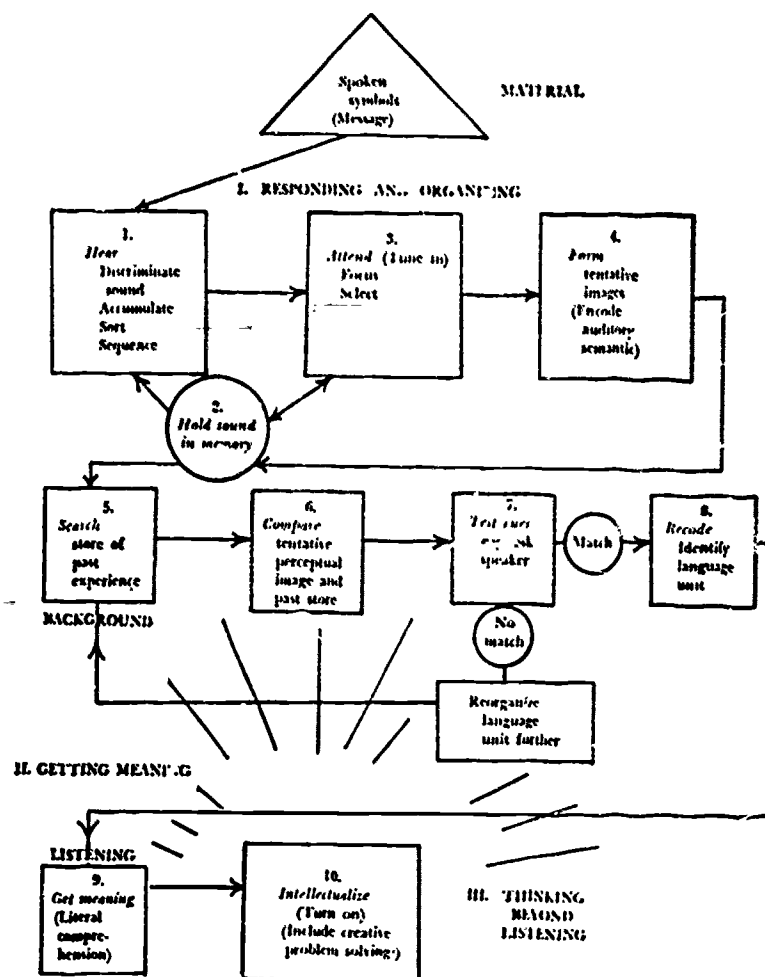 Spoken
symbols
(Message)
MATERIAL
I. RESPONDING AND ORGANIZING
1.
Hear
Discriminate
sound
Accumulate
Sort
Sequence
3.
Attend (Tune in)
Focus
Select
4.
Form
tentative
images
(Encode
auditory
semantic)
2.
Hold sound
in memory
5.
Search
store of
past
experience
6.
Compare
tentative
perceptual
image and
past store
7.
Test
speaker
Match
8.
Recode
Identify
language
unit
BACKGROUND
No
match
Reorganize
language
unit further
II. GETTING MEANING
LISTENING
9.
Get meaning
(Literal
compre-
hension)
10.
Intellectualize
(Turn on)
(Include creative
problem solving)
III. THINKING
BEYOND
LISTENING